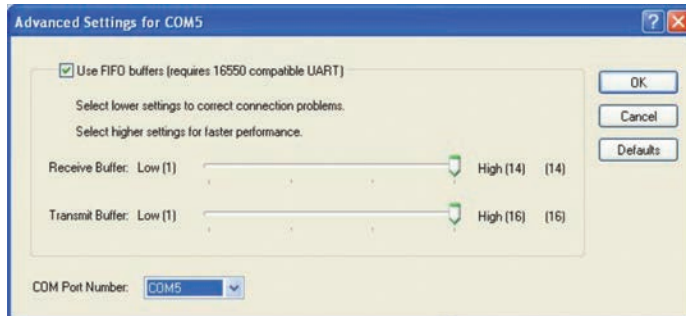 Advanced Settings for COM5
Use FIFO buffers (requires 16550 compatible UART)
OK
Select lower settings to correct connection problems.
Cancel
Select higher settings for faster performance.
Defaults
Receive Buffer: Low (1) High (14) (14)
Transmit Buffer: Low (1) High (16) (16)
COM Port Number: COM5